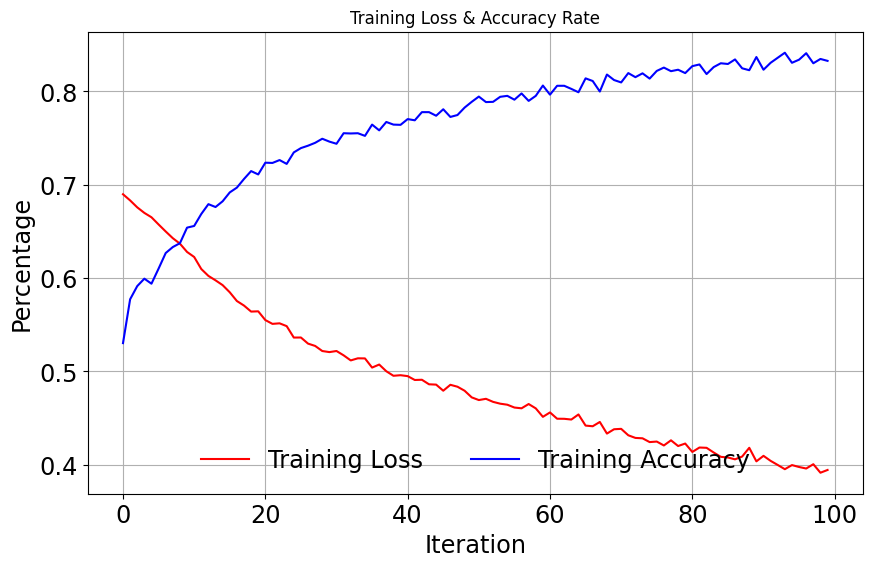 Training Loss & Accuracy Rate
Percentage
0.8
0.7
0.6
0.5
0.4
Training Loss Training Accuracy
0 20 40 60 80 100
Iteration